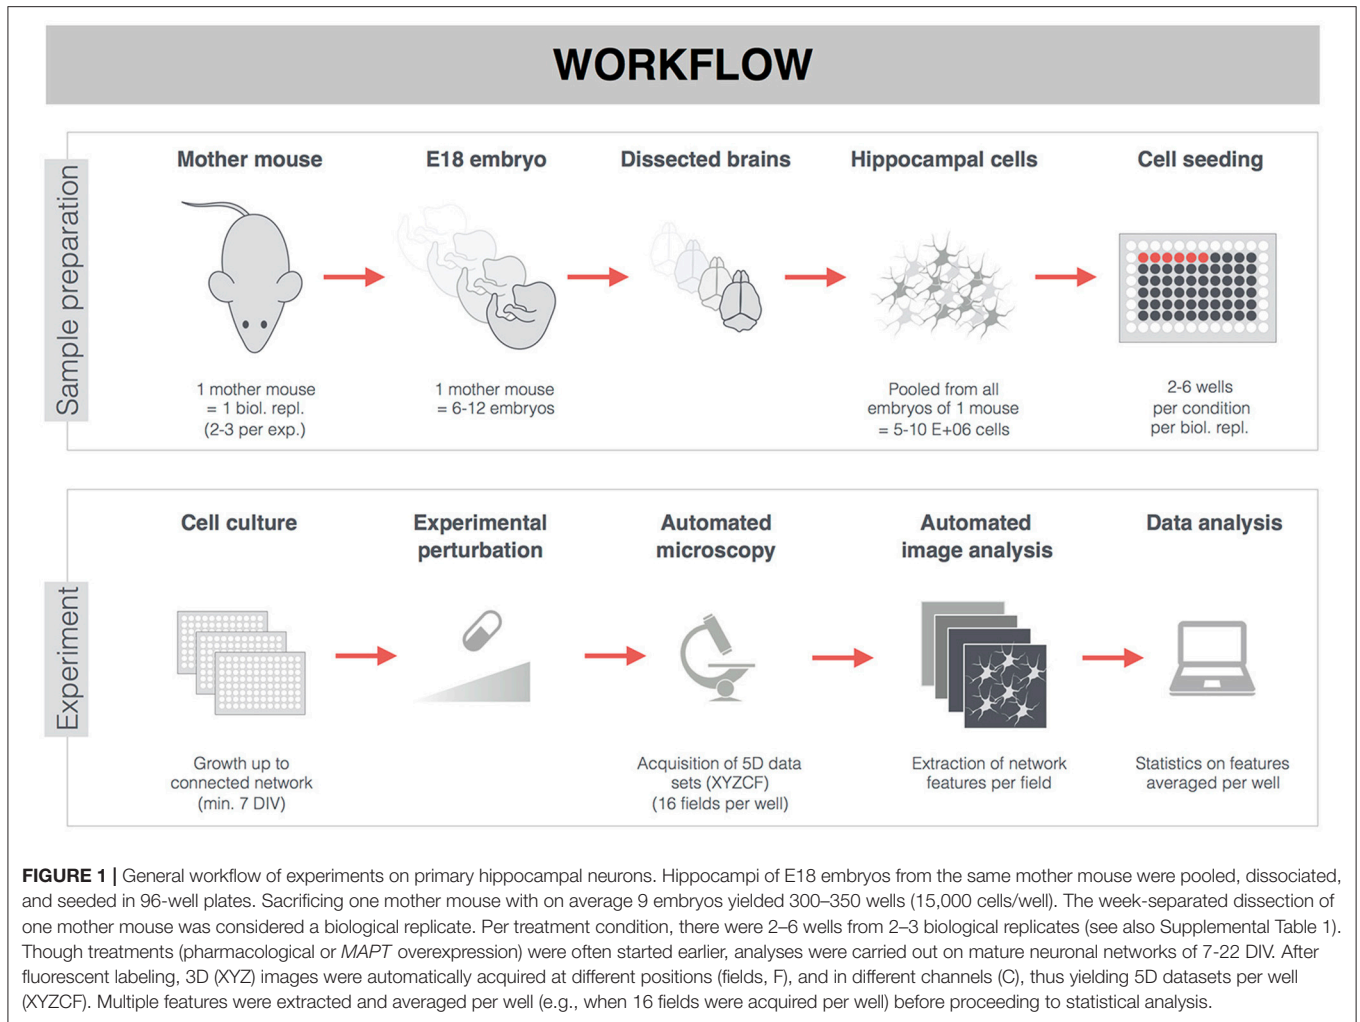 WORKFLOW
Sample preparation
Mother mouse
E18 embryo
Dissected brains
Hippocampal cells
Cell seeding
1 mother mouse
= 1 biol. repl.
(2-3 per exp.)
1 mother mouse
= 6-12 embryos
Pooled from all
embryos of 1 mouse
= 5-10 E+06 cells
2-6 wells
per condition
per biol. repl.
Experiment
Cell culture
Experimental
perturbation
Automated
microscopy
Automated
image analysis
Data analysis
Growth up to
connected network
(min. 7 DIV)
Acquisition of 5D data
sets (XYZCF)
(16 fields per well)
Extraction of network
features per field
Statistics on features
averaged per well
FIGURE 1 | General workflow of experiments on primary hippocampal neurons. Hippocampi of E18 embryos from the same mother mouse were pooled, dissociated,
and seeded in 96-well plates. Sacrificing one mother mouse with on average 9 embryos yielded 300–350 wells (15,000 cells/well). The week-separated dissection of
one mother mouse was considered a biological replicate. Per treatment condition, there were 2–6 wells from 2–3 biological replicates (see also Supplemental Table 1).
Though treatments (pharmacological or MAPT overexpression) were often started earlier, analyses were carried out on mature neuronal networks of 7-22 DIV. After
fluorescent labeling, 3D (XYZ) images were automatically acquired at different positions (fields, F), and in different channels (C), thus yielding 5D datasets per well
(XYZCF). Multiple features were extracted and averaged per well (e.g., when 16 fields were acquired per well) before proceeding to statistical analysis.